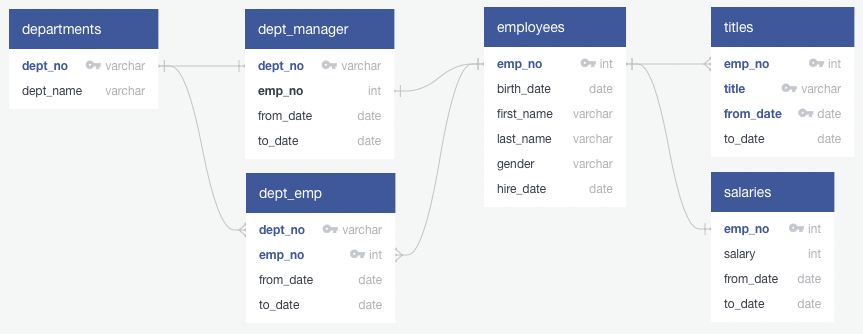 departments
dept_no varchar
dept_name varchar
dept_manager
dept_no varchar
emp_no int
from_date date
to_date date
dept_emp
dept_no varchar
emp_no int
from_date date
to_date date
employees
emp_no int
birth_date date
first_name varchar
last_name varchar
gender varchar
hire_date date
titles
emp_no int
title varchar
from_date date
to_date date
salaries
emp_no int
salary int
from_date date
to_date date